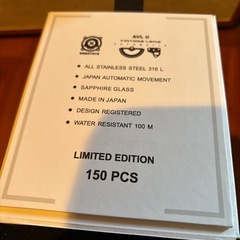 AVL II
• ALL STAINLESS STEEL 316 L
• JAPAN AUTOMATIC MOVEMENT
• SAPPHIRE GLASS
• MADE IN JAPAN
• DESIGN REGISTERED
• WATER RESISTANT 100 M
LIMITED EDITION
150 PCS